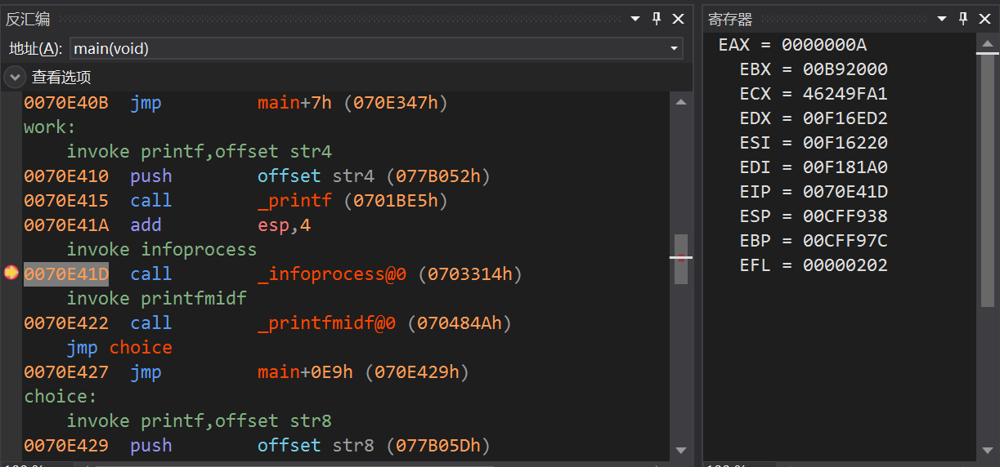 反汇编
地址(A): main(void)
查看选项
0070E40B jmp main+7h (070E347h)
work:
invoke printf,offset str4
0070E410 push offset str4 (077B052h)
0070E415 call _printf (0701BE5h)
0070E41A add esp,4
invoke infoprocess
0070E41D call _infoprocess@0 (0703314h)
invoke printfmidf
0070E422 call _printfmidf@0 (070484Ah)
jmp choice
0070E427 jmp main+0E9h (070E429h)
choice:
invoke printf,offset str8
0070E429 push offset str8 (077B05Dh)
寄存器
EAX = 0000000A
EBX = 00B92000
ECX = 46249FA1
EDX = 00F16ED2
ESI = 00F16220
EDI = 00F181A0
EIP = 0070E41D
ESP = 00CFF938
EBP = 00CFF97C
EFL = 00000202